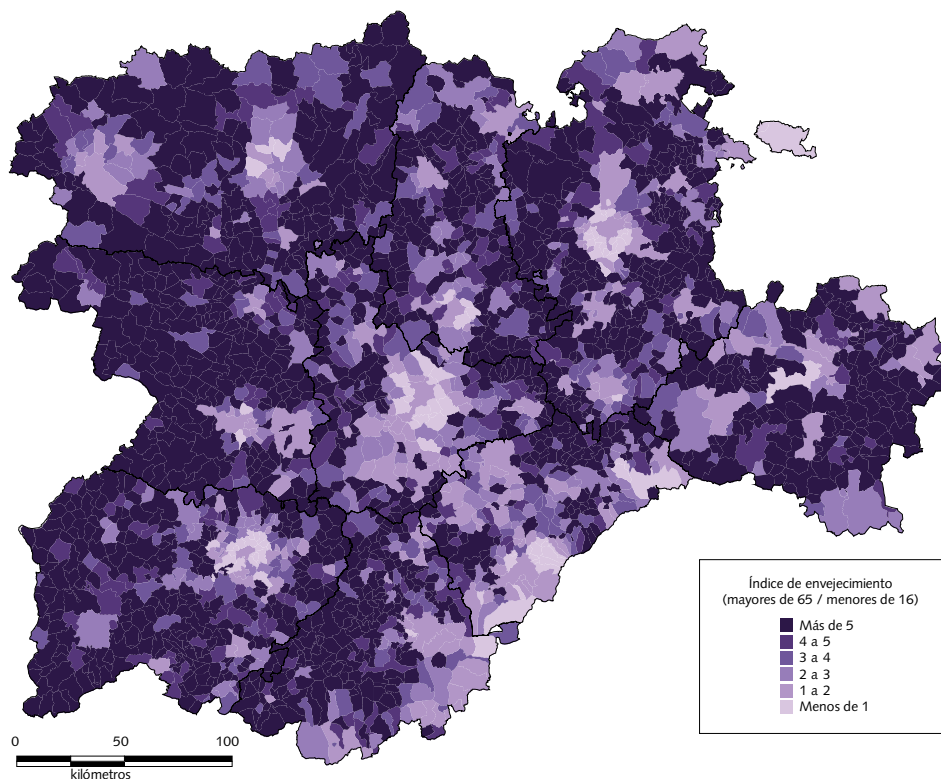 Índice de envejecimiento
(mayores de 65 / menores de 16)
Más de 5
4 a 5
3 a 4
2 a 3
1 a 2
Menos de 1
0 50 100
kilómetros